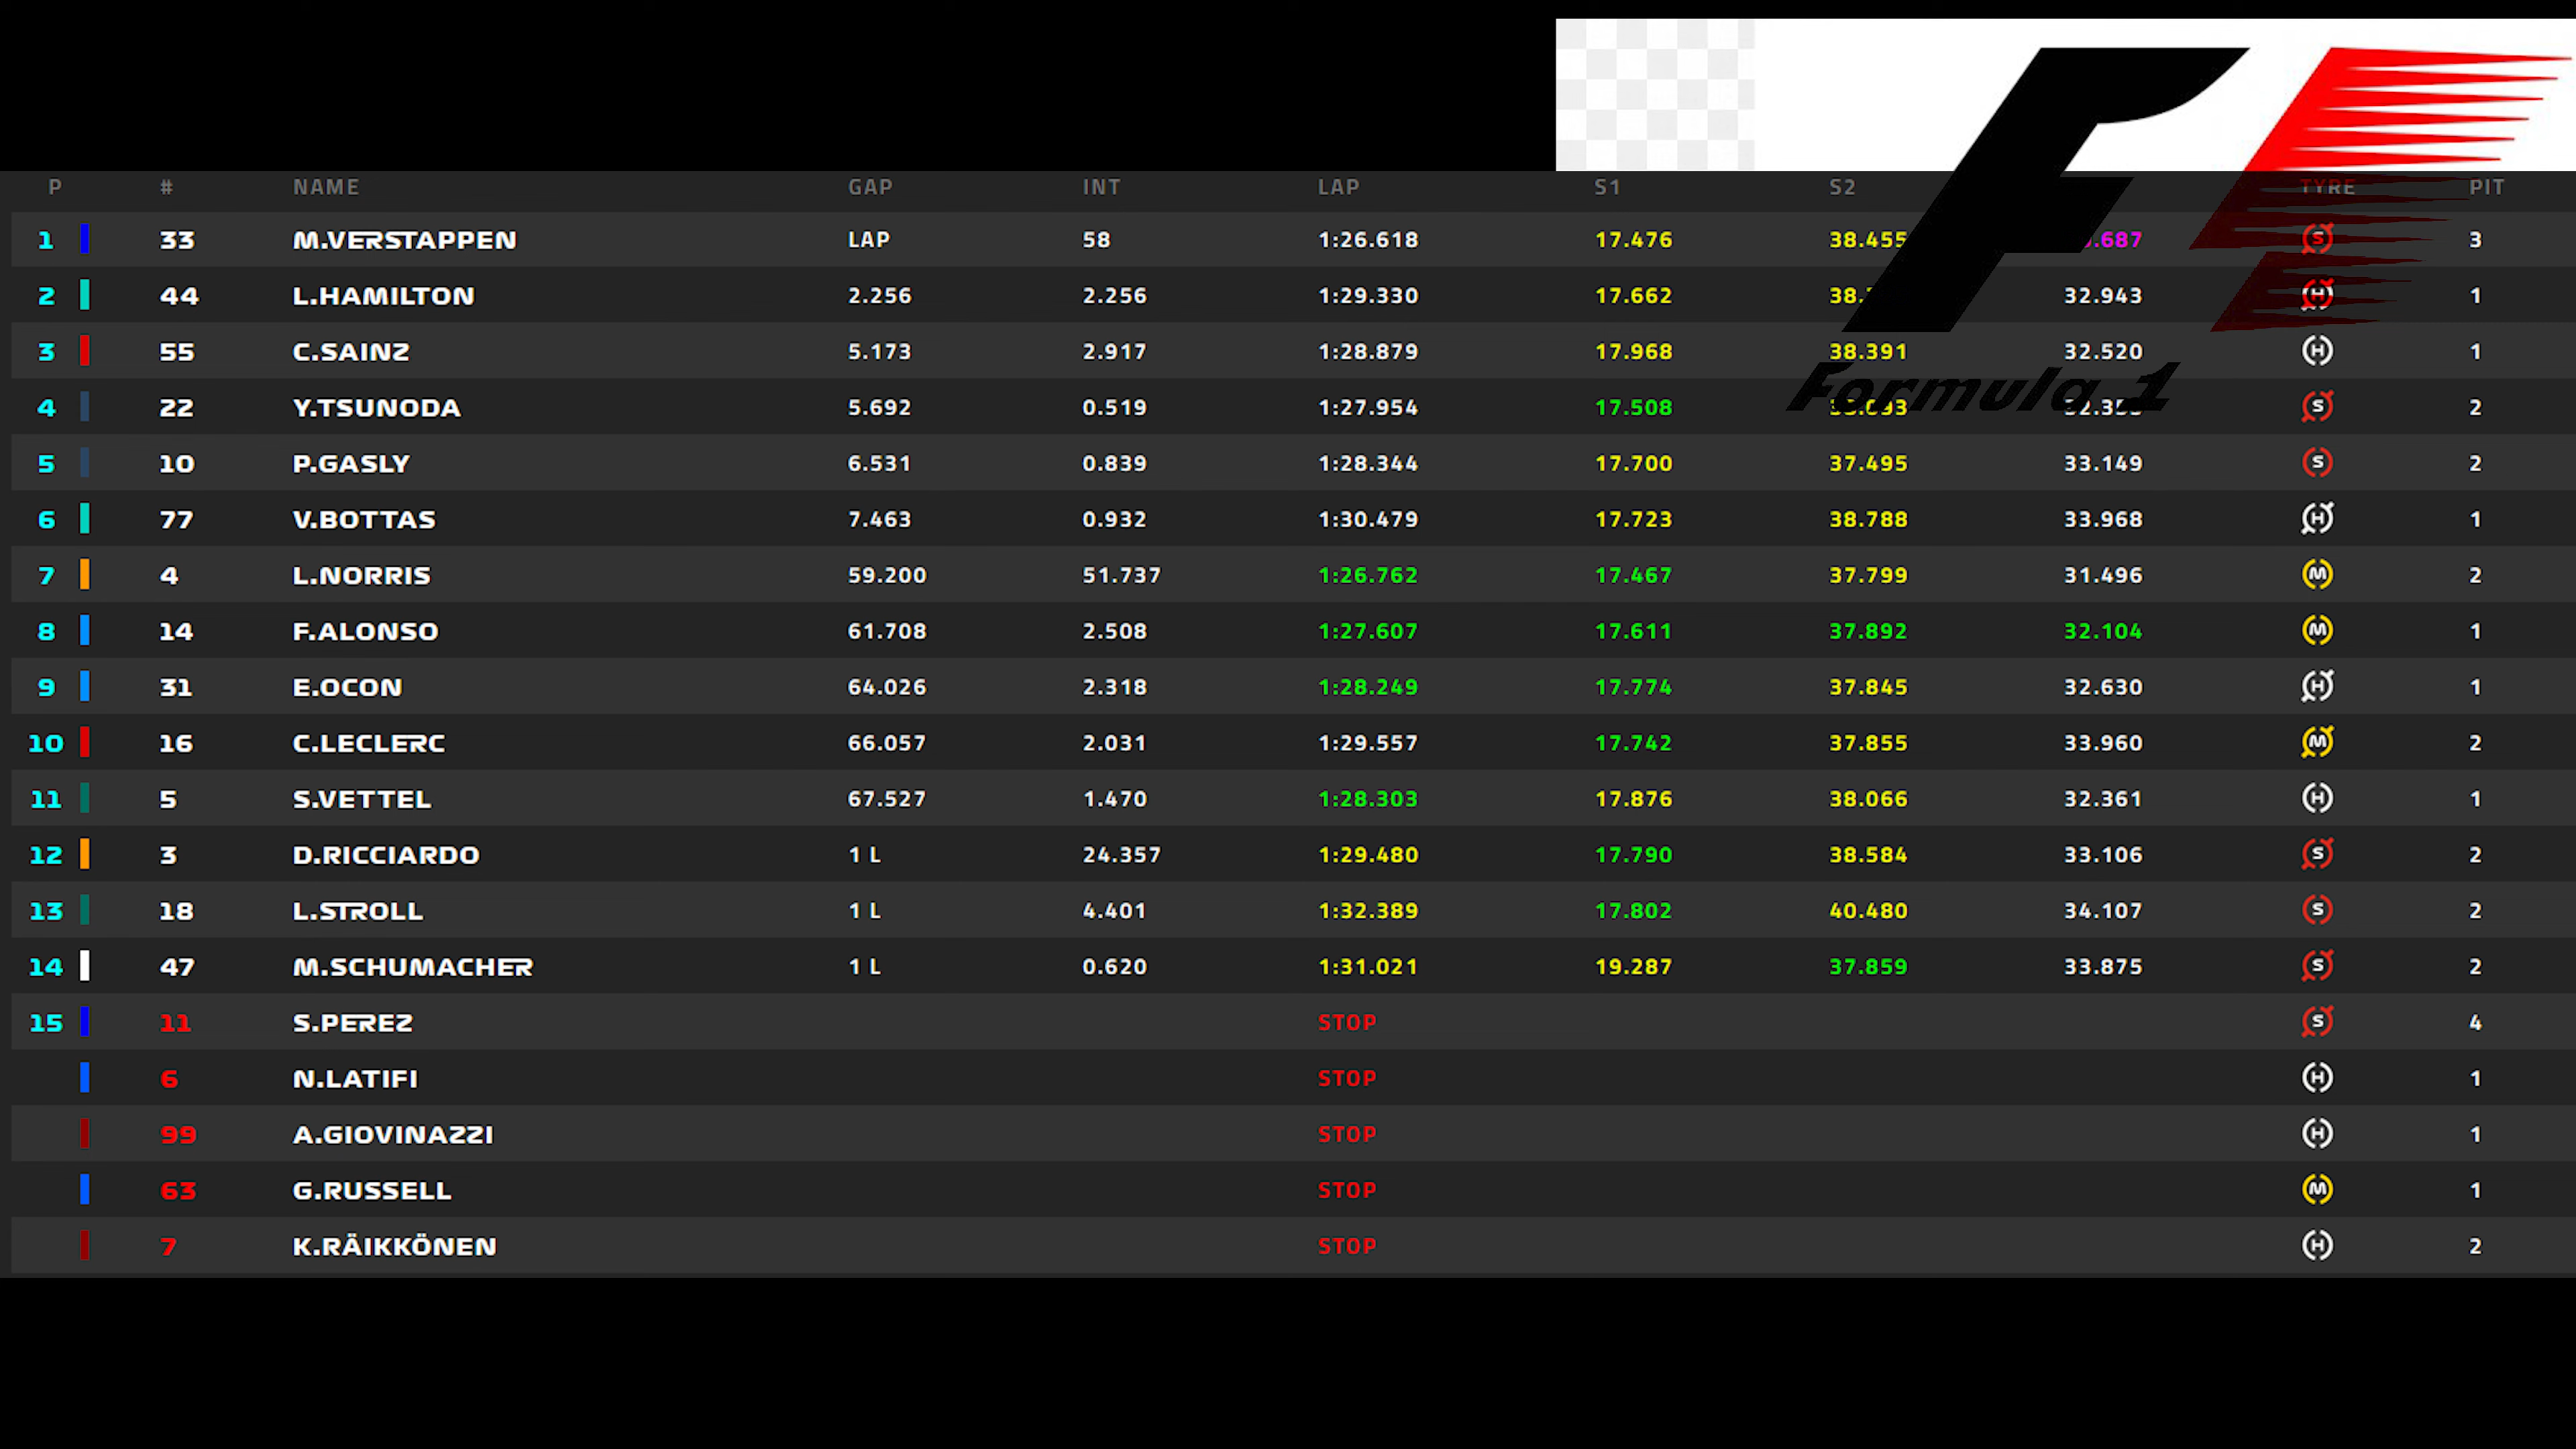 P # NAME GAP INT LAP S1 S2 TYRE PIT
1 33 M.VERSTAPPEN LAP 58 1:26.618 17.476 38.455 S 3
2 44 L.HAMILTON 2.256 2.256 1:29.330 17.662 32.943 H 1
3 55 C.SAINZ 5.173 2.917 1:28.879 17.968 38.391 32.520 H 1
Formula 1
4 22 Y.TSUNODA 5.692 0.519 1:27.954 17.508 S 2
5 10 P.GASLY 6.531 0.839 1:28.344 17.700 37.495 33.149 S 2
6 77 V.BOTTAS 7.463 0.932 1:30.479 17.723 38.788 33.968 H 1
7 4 L.NORRIS 59.200 51.737 1:26.762 17.467 37.799 31.496 M 2
8 14 F.ALONSO 61.708 2.508 1:27.607 17.611 37.892 32.104 M 1
9 31 E.OCON 64.026 2.318 1:28.249 17.774 37.845 32.630 H 1
10 16 C.LECLERC 66.057 2.031 1:29.557 17.742 37.855 33.960 M 2
11 5 S.VETTEL 67.527 1.470 1:28.303 17.876 38.066 32.361 H 1
12 3 D.RICCIARDO 1 L 24.357 1:29.480 17.790 38.584 33.106 S 2
13 18 L.STROLL 1 L 4.401 1:32.389 17.802 40.480 34.107 S 2
14 47 M.SCHUMACHER 1 L 0.620 1:31.021 19.287 37.859 33.875 S 2
15 11 S.PEREZ STOP S 4
6 N.LATIFI STOP H 1
99 A.GIOVINAZZI STOP H 1
63 G.RUSSELL STOP M 1
7 K.RÄIKKÖNEN STOP H 2